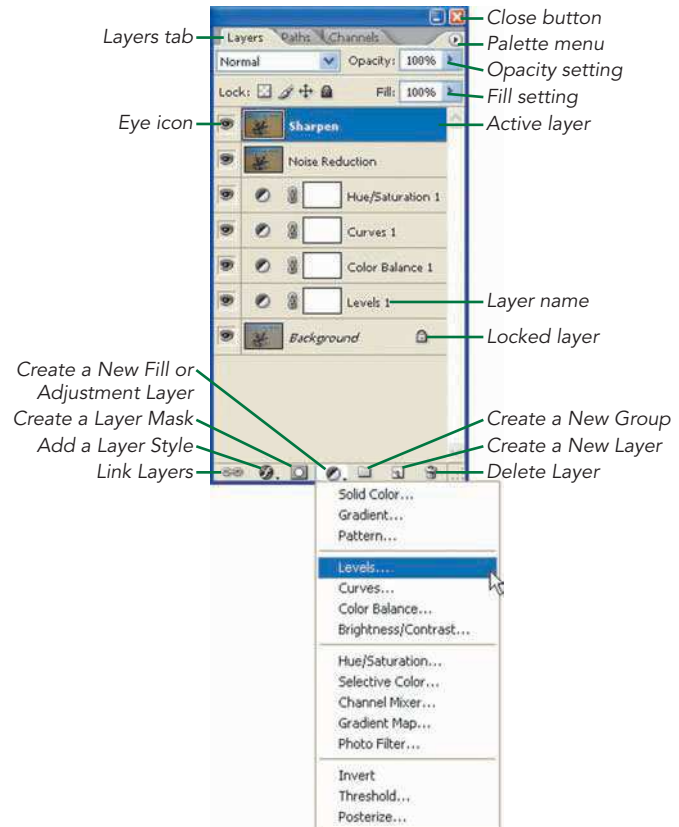 Close button
Layers tab
Layers Paths Channels
Palette menu
Normal Opacity: 100%
Opacity setting
Lock: Fill: 100%
Fill setting
Eye icon
Sharpen
Active layer
Noise Reduction
Hue/Saturation 1
Curves 1
Color Balance 1
Levels 1
Layer name
Background
Locked layer
Create a New Fill or
Adjustment Layer
Create a Layer Mask
Create a New Group
Add a Layer Style
Create a New Layer
Link Layers
Delete Layer
Solid Color...
Gradient...
Pattern...
Levels...
Curves...
Color Balance...
Brightness/Contrast...
Hue/Saturation...
Selective Color...
Channel Mixer...
Gradient Map...
Photo Filter...
Invert
Threshold...
Posterize...